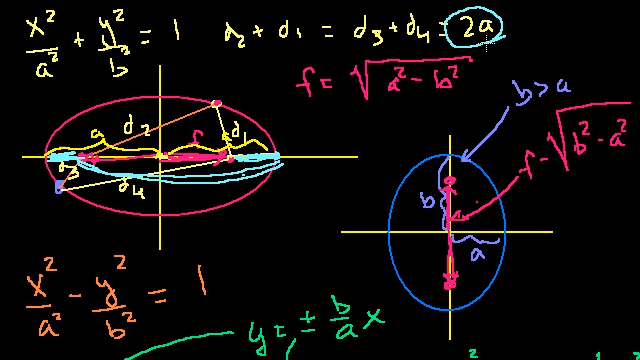 x²/a² + y²/b² = 1
d₂ + d₁ = d₃ + d₄ = 2a
f = √(a² - b²)
b > a
f = √(b² - a²)
a
d₂
f
d₁
d₃
d₄
b
a
x²/a² - y²/b² = 1
y = ± b/a x